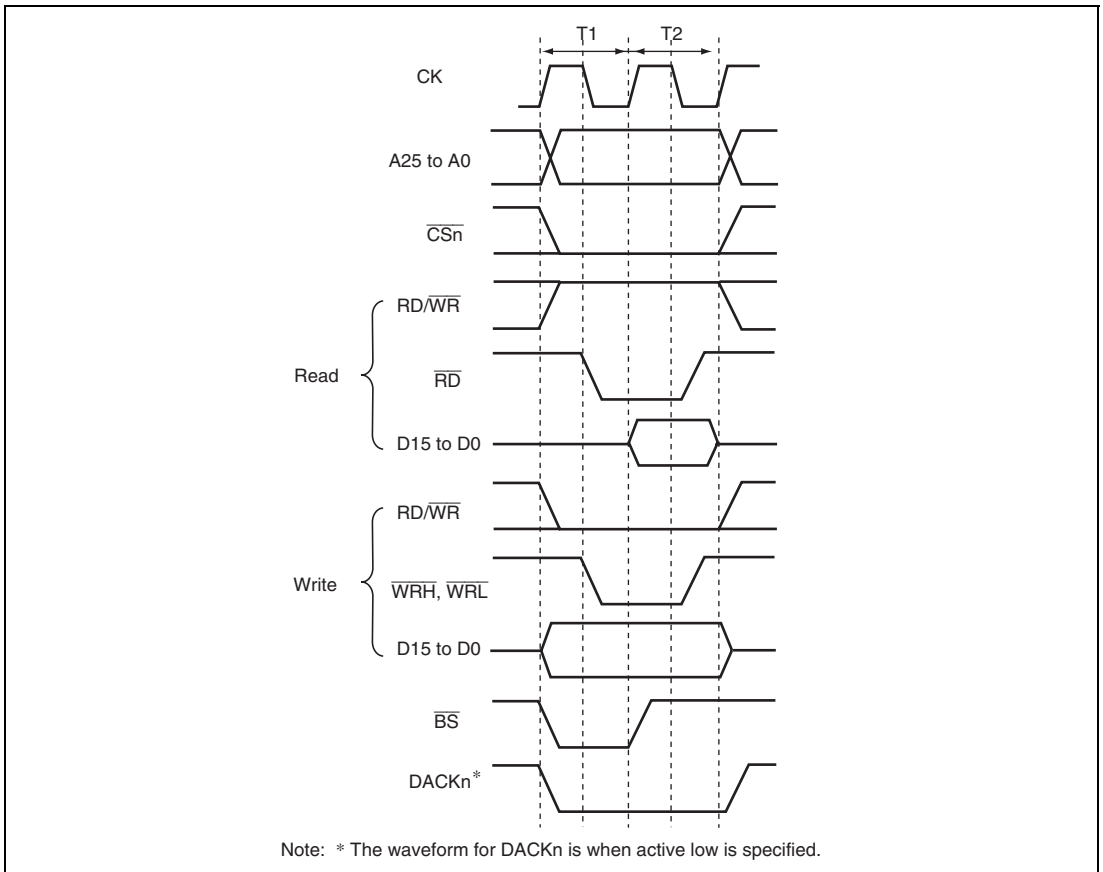 T1 T2
CK
A25 to A0
CSn
RD/WR
Read
RD
D15 to D0
RD/WR
Write
WRH, WRL
D15 to D0
BS
DACKn*
Note: * The waveform for DACKn is when active low is specified.